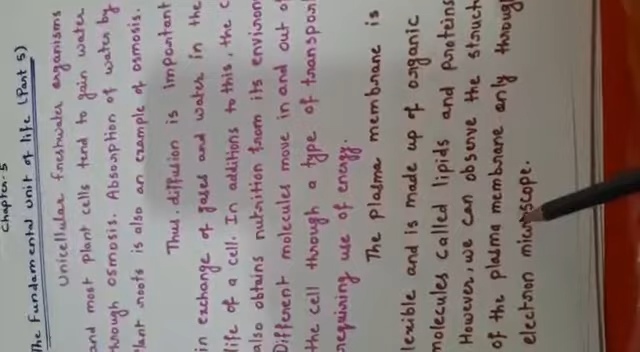 Chapter-5
The Fundamental Unit of life (Part 5)
Unicellular freshwater organisms
and most plant cells tend to gain water
through osmosis. Absorption of water by
lant roots is also an example of osmosis.
Thus, diffusion is important
in exchange of gases and water in the
life of a cell. In additions to this, the c
also obtains nutrition from its environ
Different molecules move in and out of
the cell through a type of transpor
requiring use of energy.
The plasma membrane is
lexible and is made up of organic
molecules called lipids and proteins
However, we can observe the struct
of the plasma membrane only through
electron microscope.